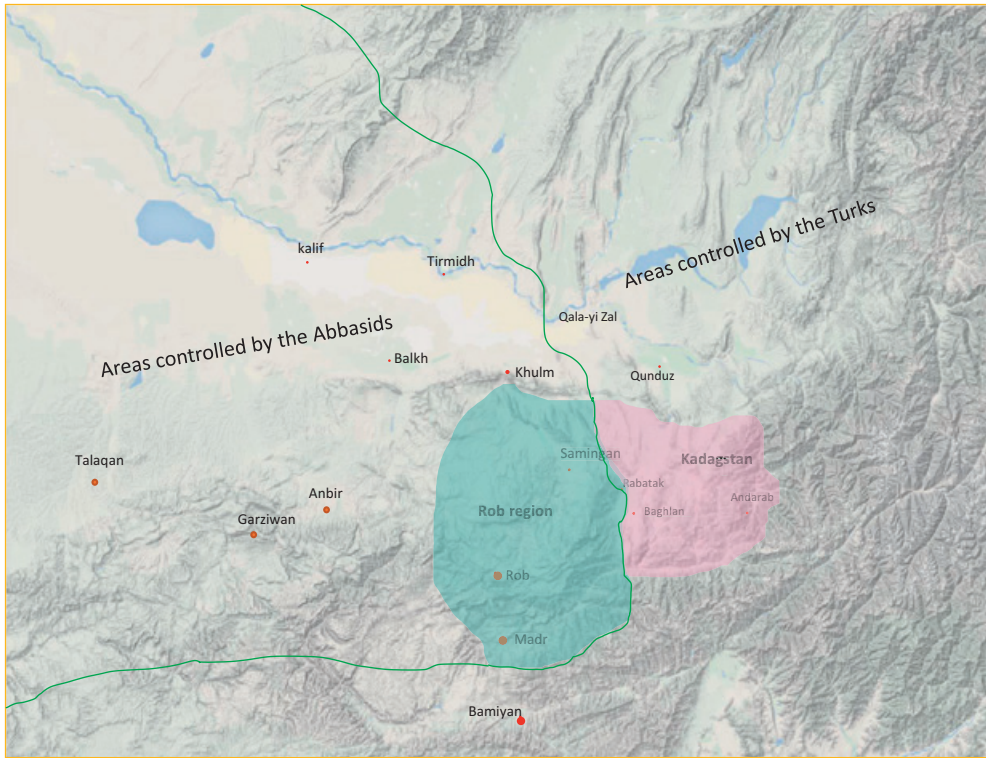 Areas controlled by the Turks
kalif
Tirmidh
Qala-yi Zal
Areas controlled by the Abbasids
Balkh
Khulm
Qunduz
Talaqan
Samingan
Kadagstan
Rabatak
Anbir
Andarab
Garziwan
Rob region
Baghlan
Rob
Madr
Bamiyan